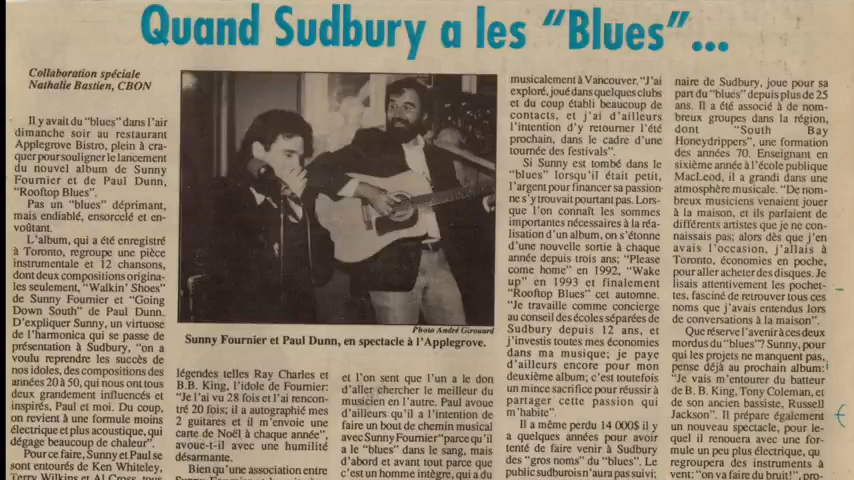 Quand Sudbury a les "Blues"...
Collaboration spéciale
Nathalie Bastien, CBON
Il y avait du "blues" dans l'air
dimanche soir au restaurant
Applegrove Bistro, plein à cra-
quer pour souligner le lancement
du nouvel album de Sunny
Fournier et de Paul Dunn,
"Rooftop Blues".
Pas un "blues" déprimant,
mais endiablé, ensorcelé et en-
voûtant.
L'album, qui a été enregistré
à Toronto, regroupe une pièce
instrumentale et 12 chansons,
dont deux compositions origina-
les seulement, "Walkin' Shoes"
de Sunny Fournier et "Going
Down South" de Paul Dunn.
D'expliquer Sunny, un virtuose
de l'harmonica qui se passe de
présentation à Sudbury, "on a
voulu reprendre les succès de
nos idoles, des compositions des
années 20 à 50, qui nous ont tous
deux grandement influencés et
inspirés, Paul et moi. Du coup,
on revient à une formule moins
électrique et plus acoustique, qui
dégage beaucoup de chaleur".
Pour ce faire, Sunny et Paul se
sont entourés de Ken Whiteley,
Terry Wilkins et Al Cross, tous
Photo André Girouard
Sunny Fournier et Paul Dunn, en spectacle à l'Applegrove.
légendes telles Ray Charles et
B.B. King, l'idole de Fournier:
"Je l'ai vu 28 fois et l'ai rencon-
tré 20 fois; il a autographié mes
2 guitares et il m'envoie une
carte de Noël à chaque année",
avoue-t-il avec une humilité
désarmante.
Bien qu'une association entre
Sunny Fournier et
et l'on sent que l'un a le don
d'aller chercher le meilleur du
musicien en l'autre. Paul avoue
d'ailleurs qu'il a l'intention de
faire un bout de chemin musical
avec Sunny Fournier "parce qu'il
a le "blues" dans le sang, mais
d'abord et avant tout parce que
c'est un homme intègre, qui a du
musicalement à Vancouver. "J'ai
exploré, joué dans quelques clubs
et du coup établi beaucoup de
contacts, et j'ai d'ailleurs
l'intention d'y retourner l'été
prochain, dans le cadre d'une
tournée des festivals".
Si Sunny est tombé dans le
"blues" lorsqu'il était petit,
l'argent pour financer sa passion
ne s'y trouvait pourtant pas. Lors-
que l'on connaît les sommes
importantes nécessaires à la réa-
lisation d'un album, on s'étonne
d'une nouvelle sortie à chaque
année depuis trois ans; "Please
come home" en 1992, "Wake
up" en 1993 et finalement
"Rooftop Blues" cet automne.
"Je travaille comme concierge
au conseil des écoles séparées de
Sudbury depuis 12 ans, et
j'investis toutes mes économies
dans ma musique; je paye
d'ailleurs encore pour mon
deuxième album; c'est toutefois
un mince sacrifice pour réussir à
partager cette passion qui
m'habite".
Il a même perdu 14 000$ il y
a quelques années pour avoir
tenté de faire venir à Sudbury
des "gros noms" du "blues". Le
public sudburois n'aura pas suivi;
naire de Sudbury, joue pour sa
part du "blues" depuis plus de 25
ans. Il a été associé à de nom-
breux groupes dans la région,
dont "South Bay
Honeydrippers", une formation
des années 70. Enseignant en
sixième année à l'école publique
MacLeod, il a grandi dans une
atmosphère musicale. "De nom-
breux musiciens venaient jouer
à la maison, et ils parlaient de
différents artistes que je ne con-
naissais pas; alors dès que j'en
avais l'occasion, j'allais à
Toronto, économies en poche,
pour aller acheter des disques. Je
lisais attentivement les pochet-
tes, fasciné de retrouver tous ces
noms que j'avais entendus lors
de conversations à la maison".
Que réserve l'avenir à ces deux
mordus du "blues"? Sunny, pour
qui les projets ne manquent pas,
pense déjà au prochain album:
"Je vais m'entourer du batteur
de B. B. King, Tony Coleman, et
de son ancien bassiste, Russell
Jackson". Il prépare également
un nouveau spectacle, pour le-
quel il renouera avec une for-
mule un peu plus électrique, qui
regroupera des instruments à
vent: "on va faire du bruit!", pro-